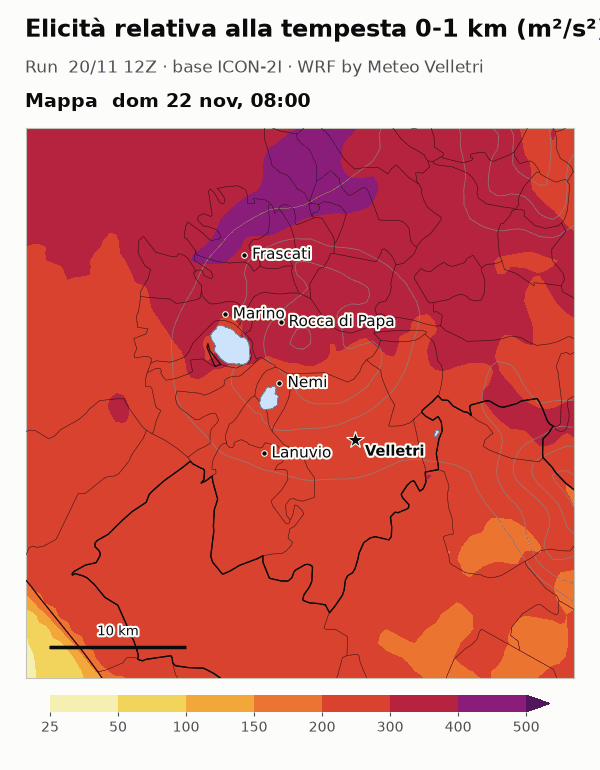 Elicità relativa alla tempesta 0-1 km (m²/s²)
Run 20/11 12Z · base ICON-2I · WRF by Meteo Velletri
Mappa dom 22 nov, 08:00
Frascati
Marino
Rocca di Papa
Nemi
Velletri
Lanuvio
10 km
25 50 100 150 200 300 400 500